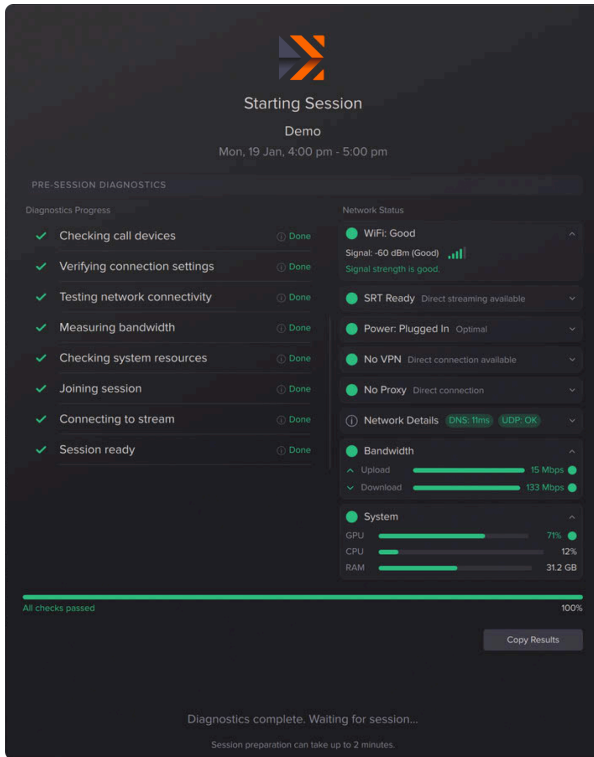 Starting Session
Demo
Mon, 19 Jan, 4:00 pm - 5:00 pm
PRE-SESSION DIAGNOSTICS
Diagnostics Progress
Checking call devices Done
Verifying connection settings Done
Testing network connectivity Done
Measuring bandwidth Done
Checking system resources Done
Joining session Done
Connecting to stream Done
Session ready Done
Network Status
WiFi: Good
Signal: -60 dBm (Good)
Signal strength is good.
SRT Ready Direct streaming available
Power: Plugged In Optimal
No VPN Direct connection available
No Proxy Direct connection
Network Details DNS: 11ms UDP: OK
Bandwidth
Upload 15 Mbps
Download 133 Mbps
System
GPU 71%
CPU 12%
RAM 31.2 GB
All checks passed 100%
Copy Results
Diagnostics complete. Waiting for session...
Session preparation can take up to 2 minutes.